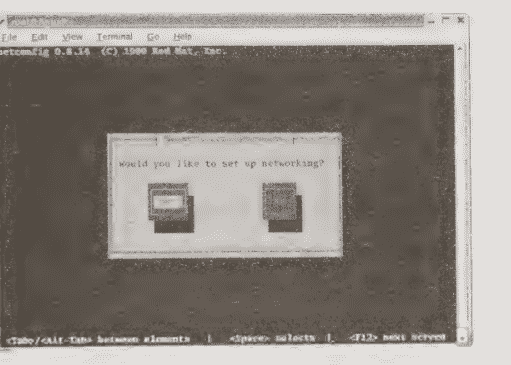 File Edit View Terminal Go Help
netconfig 0.8.14 (C) 1999 Red Hat, Inc.
Would you like to set up networking?
<Tab>/<Alt-Tab> between elements | <Space> selects | <F12> next screen